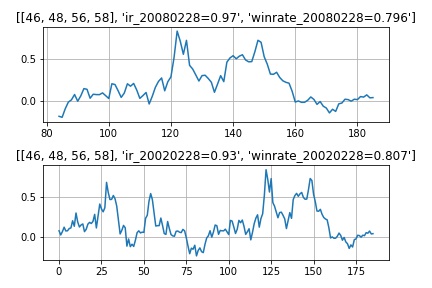 [[46, 48, 56, 58], 'ir_20080228=0.97', 'winrate_20080228=0.796']
0.5
0.0
80 100 120 140 160 180
[[46, 48, 56, 58], 'ir_20020228=0.93', 'winrate_20020228=0.807']
0.5
0.0
0 25 50 75 100 125 150 175